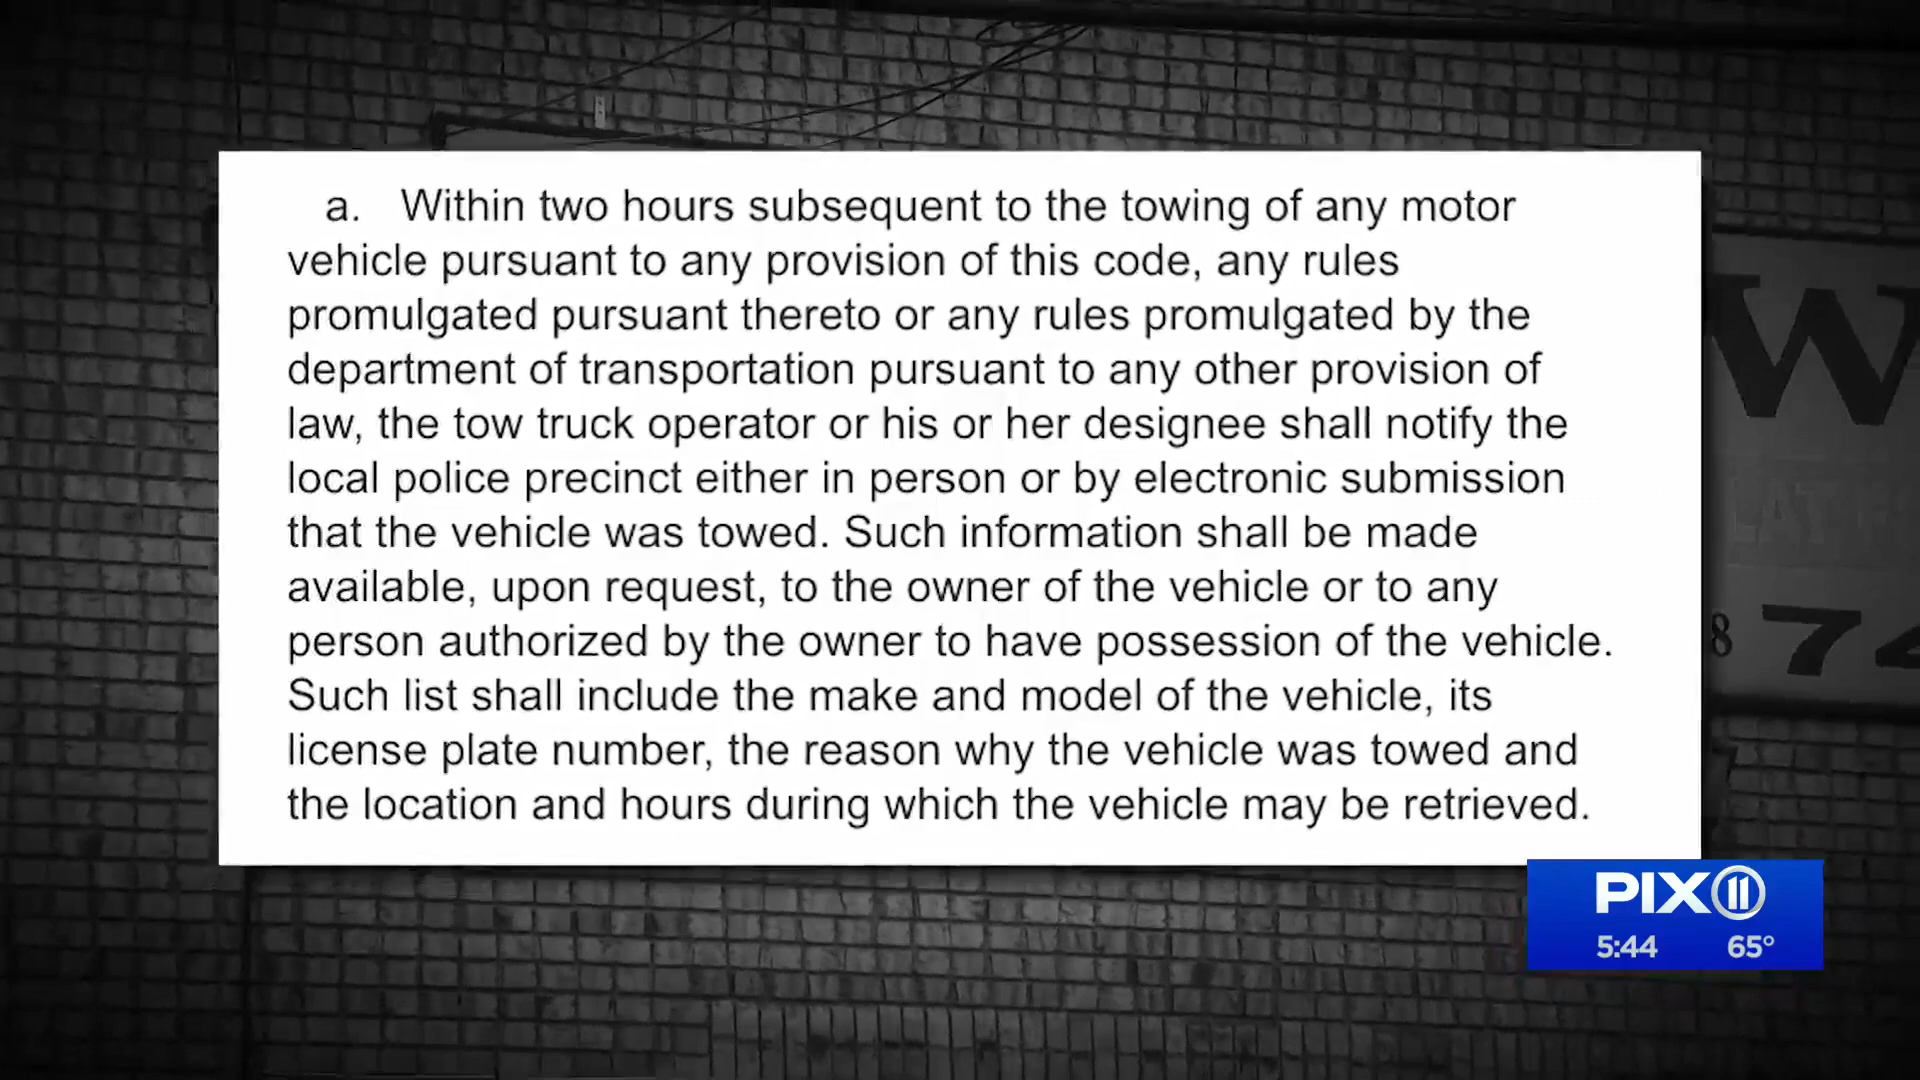 a. Within two hours subsequent to the towing of any motor
vehicle pursuant to any provision of this code, any rules
promulgated pursuant thereto or any rules promulgated by the
department of transportation pursuant to any other provision of
law, the tow truck operator or his or her designee shall notify the
local police precinct either in person or by electronic submission
that the vehicle was towed. Such information shall be made
available, upon request, to the owner of the vehicle or to any
person authorized by the owner to have possession of the vehicle.
Such list shall include the make and model of the vehicle, its
license plate number, the reason why the vehicle was towed and
the location and hours during which the vehicle may be retrieved.
W
8 74
PIX 11
5:44 65°